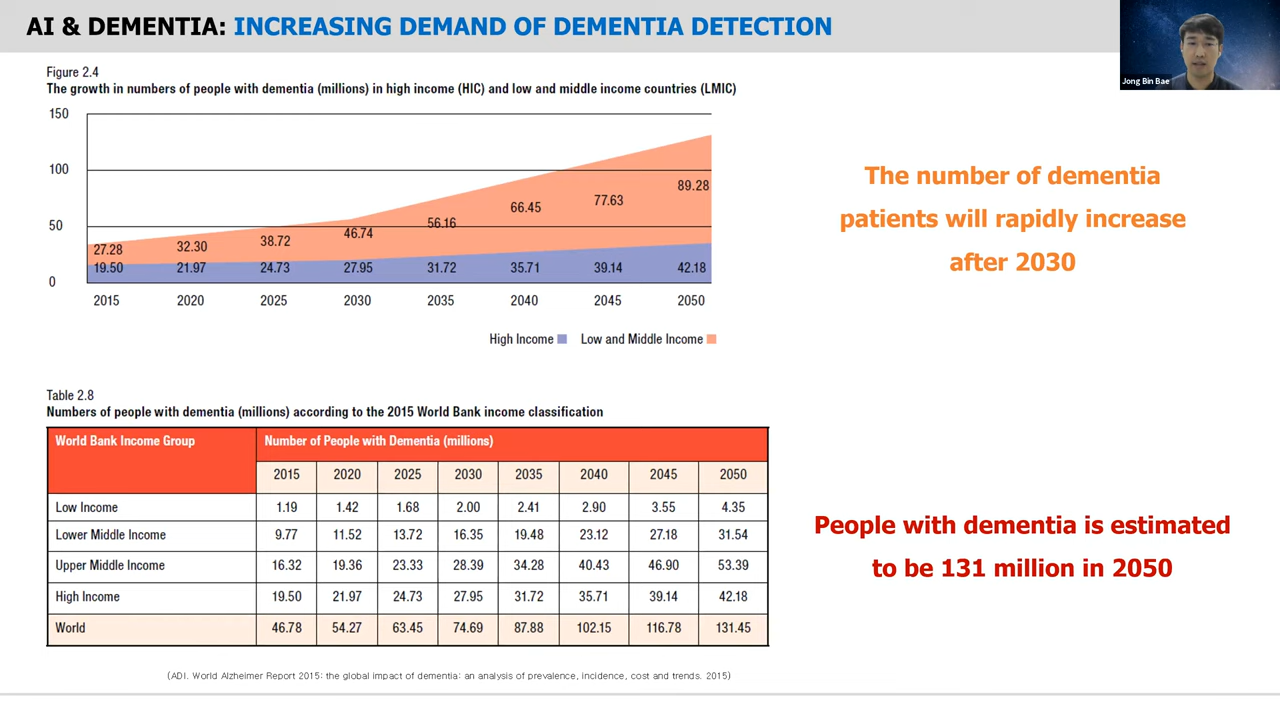 AI & DEMENTIA: INCREASING DEMAND OF DEMENTIA DETECTION
Jong Bin Bae
Figure 2.4
The growth in numbers of people with dementia (millions) in high income (HIC) and low and middle income countries (LMIC)
150
100
50
0
27.28 32.30 38.72 46.74 56.16 66.45 77.63 89.28
19.50 21.97 24.73 27.95 31.72 35.71 39.14 42.18
2015 2020 2025 2030 2035 2040 2045 2050
High Income Low and Middle Income
The number of dementia
patients will rapidly increase
after 2030
Table 2.8
Numbers of people with dementia (millions) according to the 2015 World Bank income classification
World Bank Income Group Number of People with Dementia (millions)
2015 2020 2025 2030 2035 2040 2045 2050
Low Income 1.19 1.42 1.68 2.00 2.41 2.90 3.55 4.35
Lower Middle Income 9.77 11.52 13.72 16.35 19.48 23.12 27.18 31.54
Upper Middle Income 16.32 19.36 23.33 28.39 34.28 40.43 46.90 53.39
High Income 19.50 21.97 24.73 27.95 31.72 35.71 39.14 42.18
World 46.78 54.27 63.45 74.69 87.88 102.15 116.78 131.45
People with dementia is estimated
to be 131 million in 2050
(ADI. World Alzheimer Report 2015: the global impact of dementia: an analysis of prevalence, incidence, cost and trends. 2015)